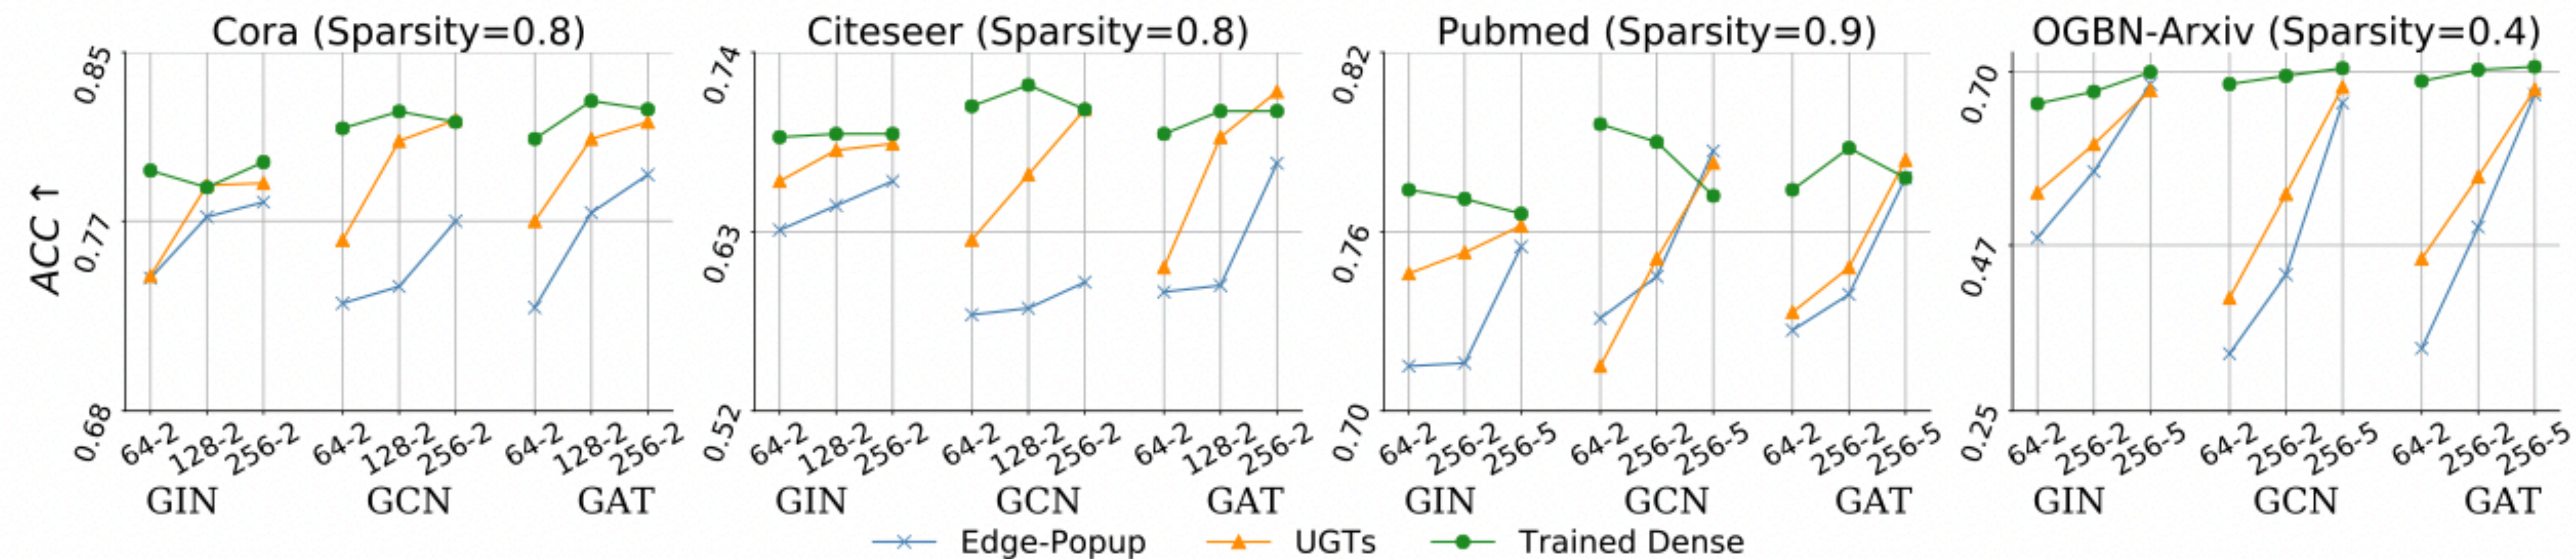 Cora (Sparsity=0.8)
Citeseer (Sparsity=0.8)
Pubmed (Sparsity=0.9)
OGBN-Arxiv (Sparsity=0.4)
ACC ↑
0.85
0.77
0.68
64-2 128-2 256-2 64-2 128-2 256-2 64-2 128-2 256-2
GIN GCN GAT
0.74
0.63
0.52
64-2 128-2 256-2 64-2 128-2 256-2 64-2 128-2 256-2
GIN GCN GAT
0.82
0.76
0.70
64-2 256-2 256-5 64-2 256-2 256-5 64-2 256-2 256-5
GIN GCN GAT
0.70
0.47
0.25
64-2 256-2 256-5 64-2 256-2 256-5 64-2 256-2 256-5
GIN GCN GAT
Edge-Popup UGTs Trained Dense